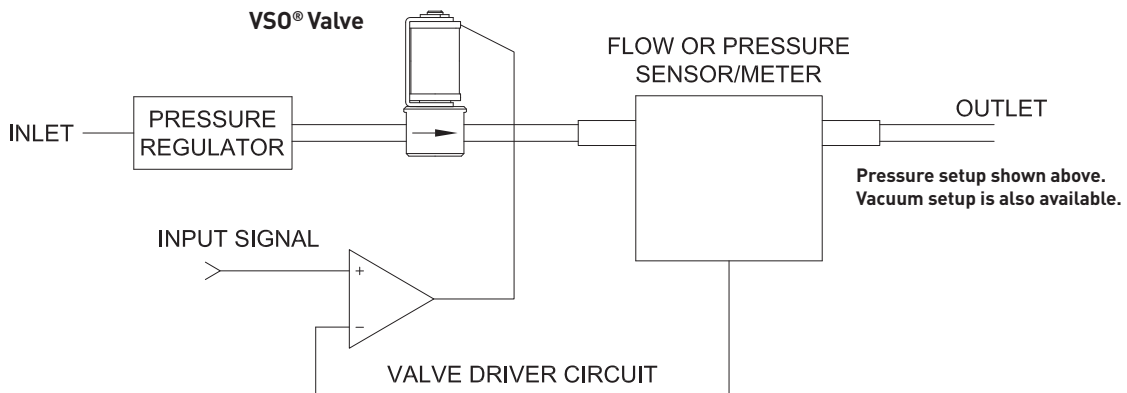 VSO® Valve
FLOW OR PRESSURE
SENSOR/METER
INLET
PRESSURE
REGULATOR
OUTLET
Pressure setup shown above.
Vacuum setup is also available.
INPUT SIGNAL
+
−
VALVE DRIVER CIRCUIT